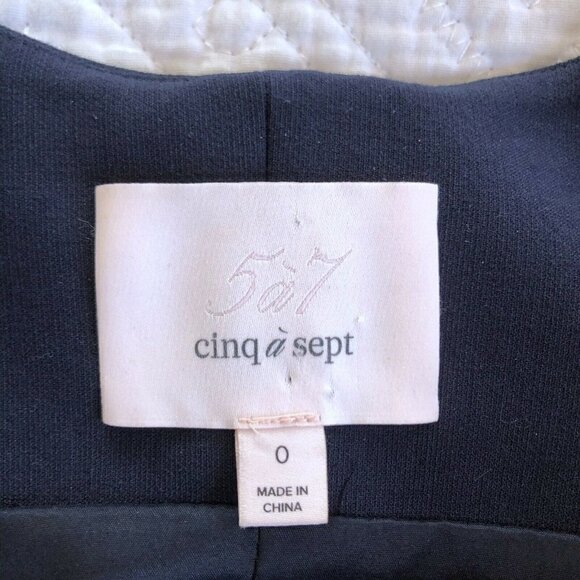 5à7
cinq à sept
0
MADE IN
CHINA